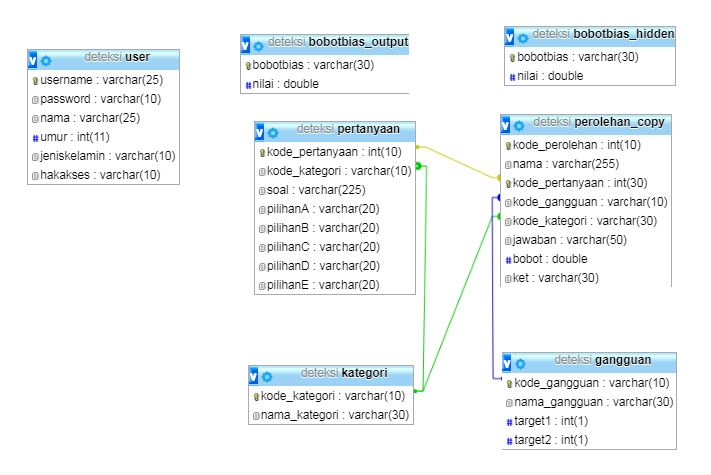 deteksi user
username : varchar(25)
password : varchar(10)
nama : varchar(25)
umur : int(11)
jeniskelamin : varchar(10)
hakakses : varchar(10)
deteksi bobotbias_output
bobotbias : varchar(30)
nilai : double
deteksi bobotbias_hidden
bobotbias : varchar(30)
nilai : double
deteksi pertanyaan
kode_pertanyaan : int(10)
kode_kategori : varchar(10)
soal : varchar(225)
pilihanA : varchar(20)
pilihanB : varchar(20)
pilihanC : varchar(20)
pilihanD : varchar(20)
pilihanE : varchar(20)
deteksi perolehan_copy
kode_perolehan : int(10)
nama : varchar(255)
kode_pertanyaan : int(30)
kode_gangguan : varchar(10)
kode_kategori : varchar(30)
jawaban : varchar(50)
bobot : double
ket : varchar(30)
deteksi kategori
kode_kategori : varchar(10)
nama_kategori : varchar(30)
deteksi gangguan
kode_gangguan : varchar(10)
nama_gangguan : varchar(30)
target1 : int(1)
target2 : int(1)